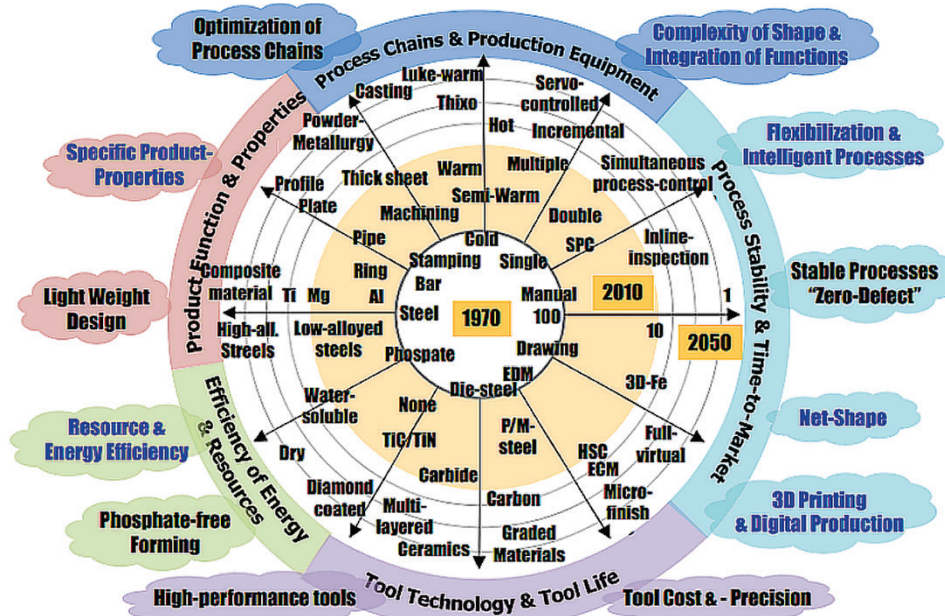 Optimization of
Process Chains
Process Chains & Production Equipment
Complexity of Shape &
Integration of Functions
Specific Product-
Properties
Product Function & Properties
Flexibilization &
Intelligent Processes
Process Stability & Time-to-Market
Light Weight
Design
Stable Processes
"Zero-Defect"
Resource &
Energy Efficiency
Efficiency of Energy
& Resources
Net-Shape
Phosphate-free
Forming
3D Printing
& Digital Production
High-performance tools
Tool Technology & Tool Life
Tool Cost & - Precision
Luke-warm
Casting
Thixo
Powder-
Metallurgy
Hot
Servo-
controlled
Incremental
Thick sheet
Warm
Multiple
Simultaneous
process-control
Profile
Plate
Machining
Semi-Warm
Double
Pipe
Stamping
Cold
Single
SPC
Inline-
inspection
Ring
Bar
Composite
material
Ti
Mg
Al
Manual
2010
1
Steel
1970
100
10
2050
High-all.
Streels
Low-alloyed
steels
Phospate
Drawing
EDM
Die-steel
3D-Fe
Water-
soluble
None
P/M-
steel
Full-
virtual
Dry
TiC/TiN
HSC
ECM
Carbide
Micro-
finish
Diamond
coated
Multi-
layered
Carbon
Ceramics
Graded
Materials